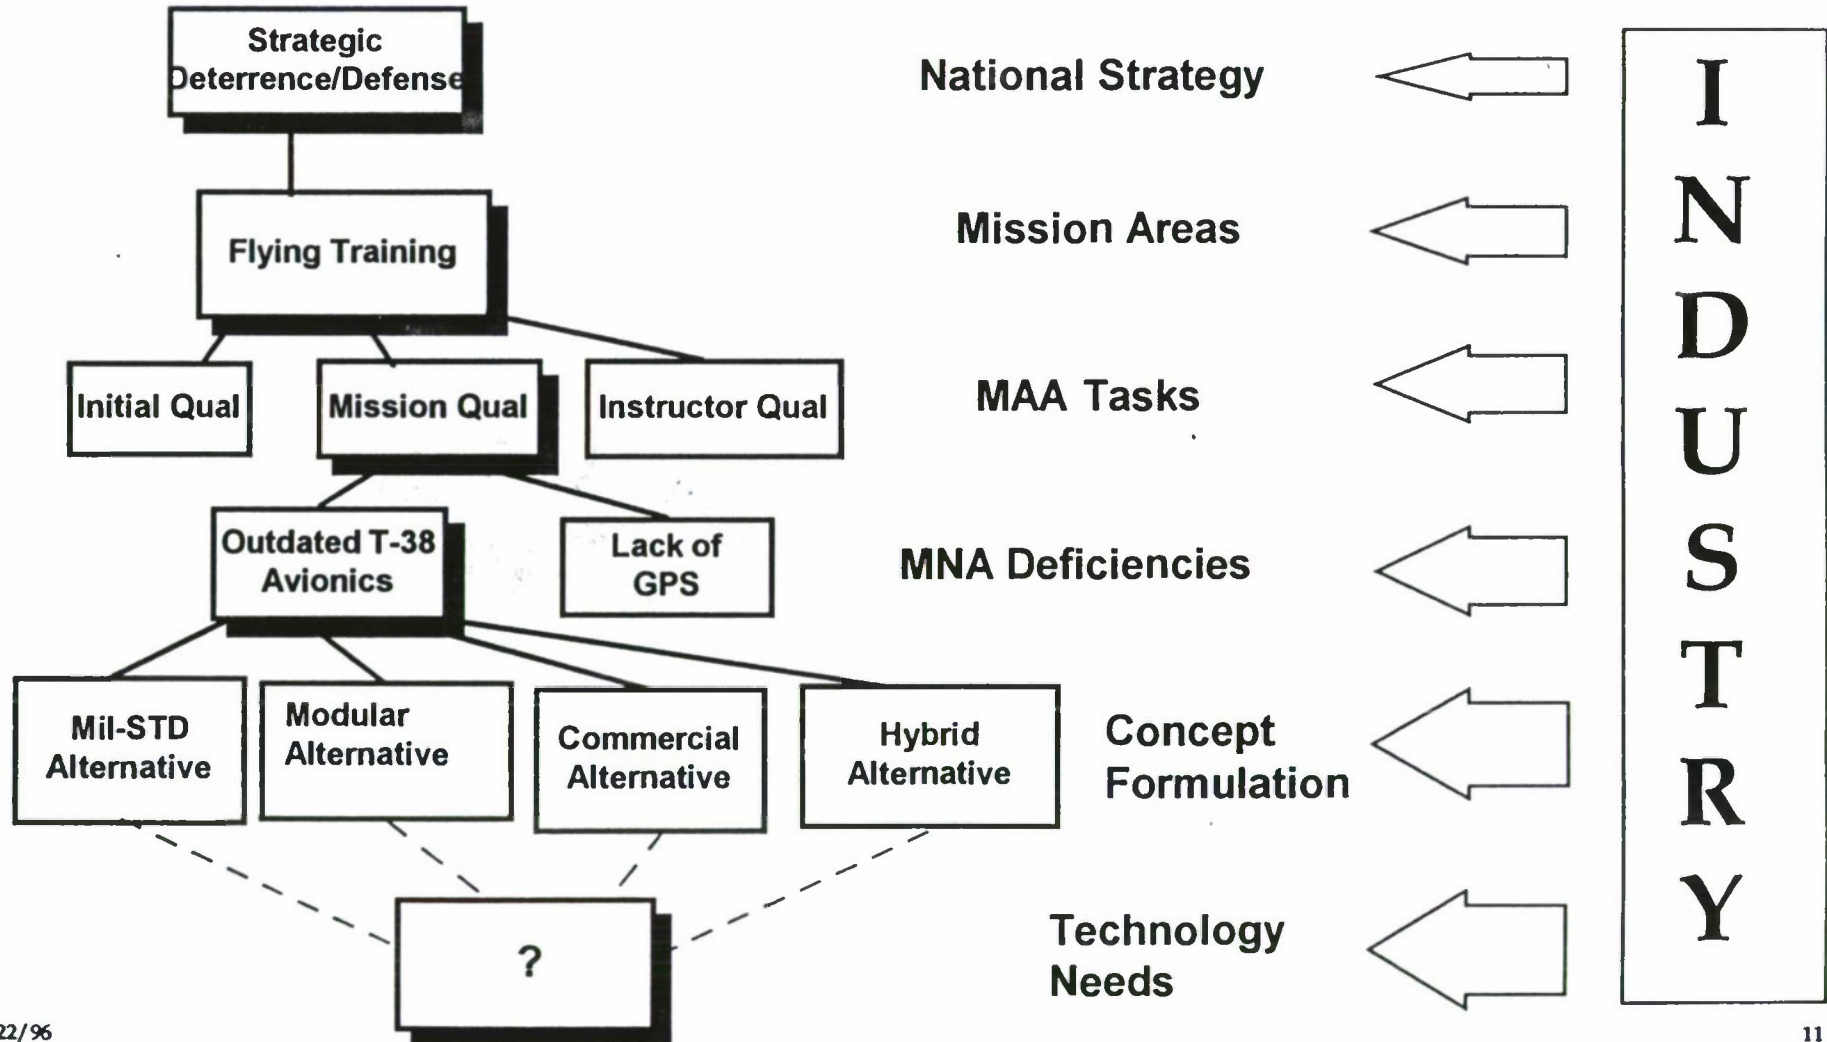 Strategic
Deterrence/Defense
National Strategy
Flying Training
Mission Areas
Initial Qual
Mission Qual
Instructor Qual
MAA Tasks
Outdated T-38
Avionics
Lack of
GPS
MNA Deficiencies
Mil-STD
Alternative
Modular
Alternative
Commercial
Alternative
Hybrid
Alternative
Concept
Formulation
?
Technology
Needs
I
N
D
U
S
T
R
Y
22/96
11